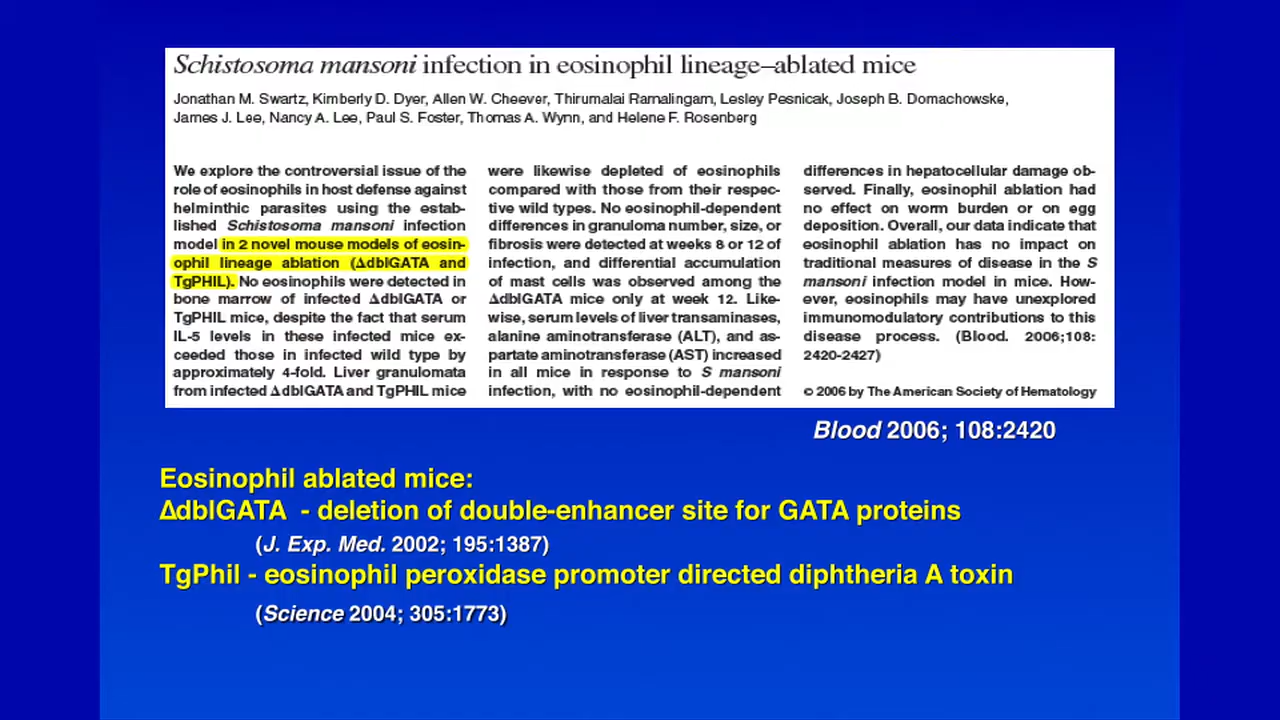 Schistosoma mansoni infection in eosinophil lineage–ablated mice
Jonathan M. Swartz, Kimberly D. Dyer, Allen W. Cheever, Thirumalai Ramalingam, Lesley Pesnicak, Joseph B. Domachowske,
James J. Lee, Nancy A. Lee, Paul S. Foster, Thomas A. Wynn, and Helene F. Rosenberg
We explore the controversial issue of the
role of eosinophils in host defense against
helminthic parasites using the estab-
lished Schistosoma mansoni infection
model in 2 novel mouse models of eosin-
ophil lineage ablation (ΔdblGATA and
TgPHIL). No eosinophils were detected in
bone marrow of infected ΔdblGATA or
TgPHIL mice, despite the fact that serum
IL-5 levels in these infected mice ex-
ceeded those in infected wild type by
approximately 4-fold. Liver granulomata
from infected ΔdblGATA and TgPHIL mice
were likewise depleted of eosinophils
compared with those from their respec-
tive wild types. No eosinophil-dependent
differences in granuloma number, size, or
fibrosis were detected at weeks 8 or 12 of
infection, and differential accumulation
of mast cells was observed among the
ΔdblGATA mice only at week 12. Like-
wise, serum levels of liver transaminases,
alanine aminotransferase (ALT), and as-
partate aminotransferase (AST) increased
in all mice in response to S mansoni
infection, with no eosinophil-dependent
differences in hepatocellular damage ob-
served. Finally, eosinophil ablation had
no effect on worm burden or on egg
deposition. Overall, our data indicate that
eosinophil ablation has no impact on
traditional measures of disease in the S
mansoni infection model in mice. How-
ever, eosinophils may have unexplored
immunomodulatory contributions to this
disease process. (Blood. 2006;108:
2420-2427)
© 2006 by The American Society of Hematology
Blood 2006; 108:2420
Eosinophil ablated mice:
ΔdblGATA - deletion of double-enhancer site for GATA proteins
(J. Exp. Med. 2002; 195:1387)
TgPhil - eosinophil peroxidase promoter directed diphtheria A toxin
(Science 2004; 305:1773)